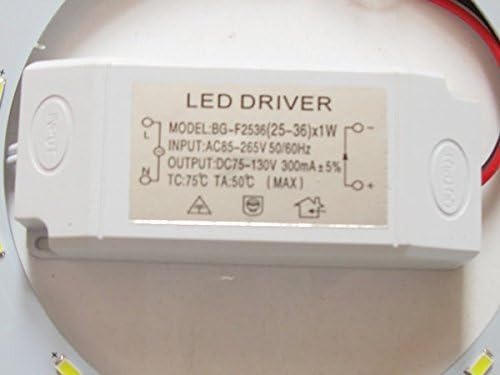 LED DRIVER
MODEL:BG-F2536(25-36)x1W
INPUT:AC85-265V 50/60Hz
OUTPUT:DC75-130V 300mA±5%
TC:75℃ TA:50℃ (MAX)
L
N
-
+